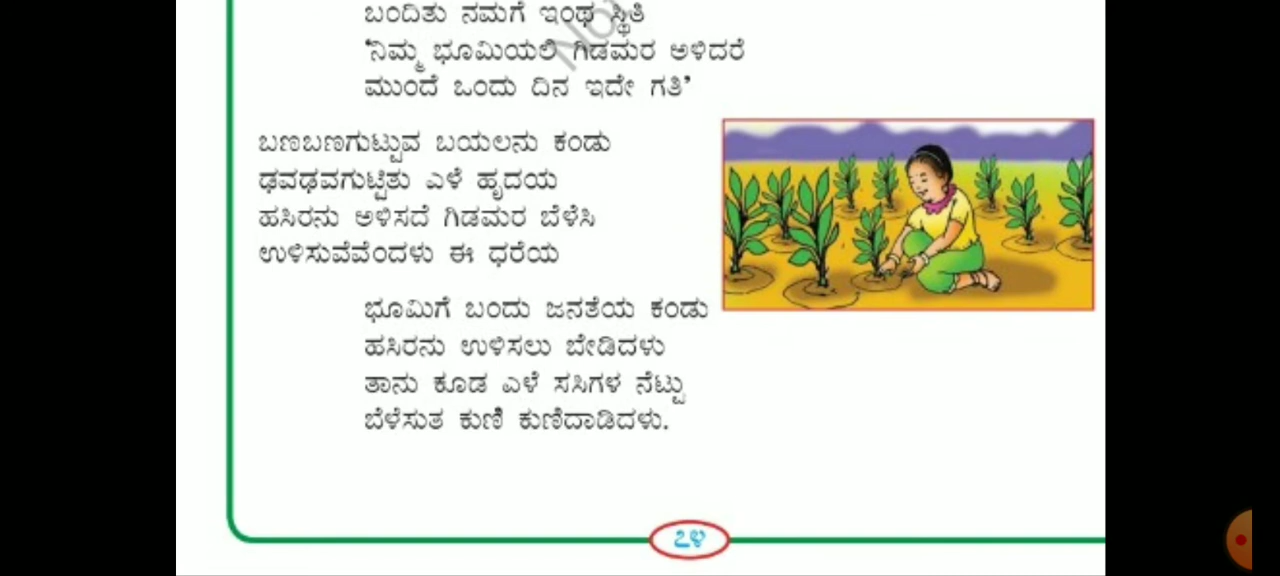 ಬಂದಿತು ನಮಗೆ ಇಂಥ ಸ್ಥಿತಿ
‘ನಿಮ್ಮ ಭೂಮಿಯಲಿ ಗಿಡಮರ ಅಳಿದರೆ
ಮುಂದೆ ಒಂದು ದಿನ ಇದೇ ಗತಿ’
ಬಣಬಣಗುಟ್ಟುವ ಬಯಲನು ಕಂಡು
ಢವಢವಗುಟ್ಟಿತು ಎಳೆ ಹೃದಯ
ಹಸಿರನು ಅಳಿಸದೆ ಗಿಡಮರ ಬೆಳೆಸಿ
ಉಳಿಸುವೆವೆಂದಳು ಈ ಧರೆಯ
ಭೂಮಿಗೆ ಬಂದು ಜನತೆಯ ಕಂಡು
ಹಸಿರನು ಉಳಿಸಲು ಬೇಡಿದಳು
ತಾನು ಕೂಡ ಎಳೆ ಸಸಿಗಳ ನೆಟ್ಟು
ಬೆಳೆಸುತ ಕುಣಿ ಕುಣಿದಾಡಿದಳು.
೭೪